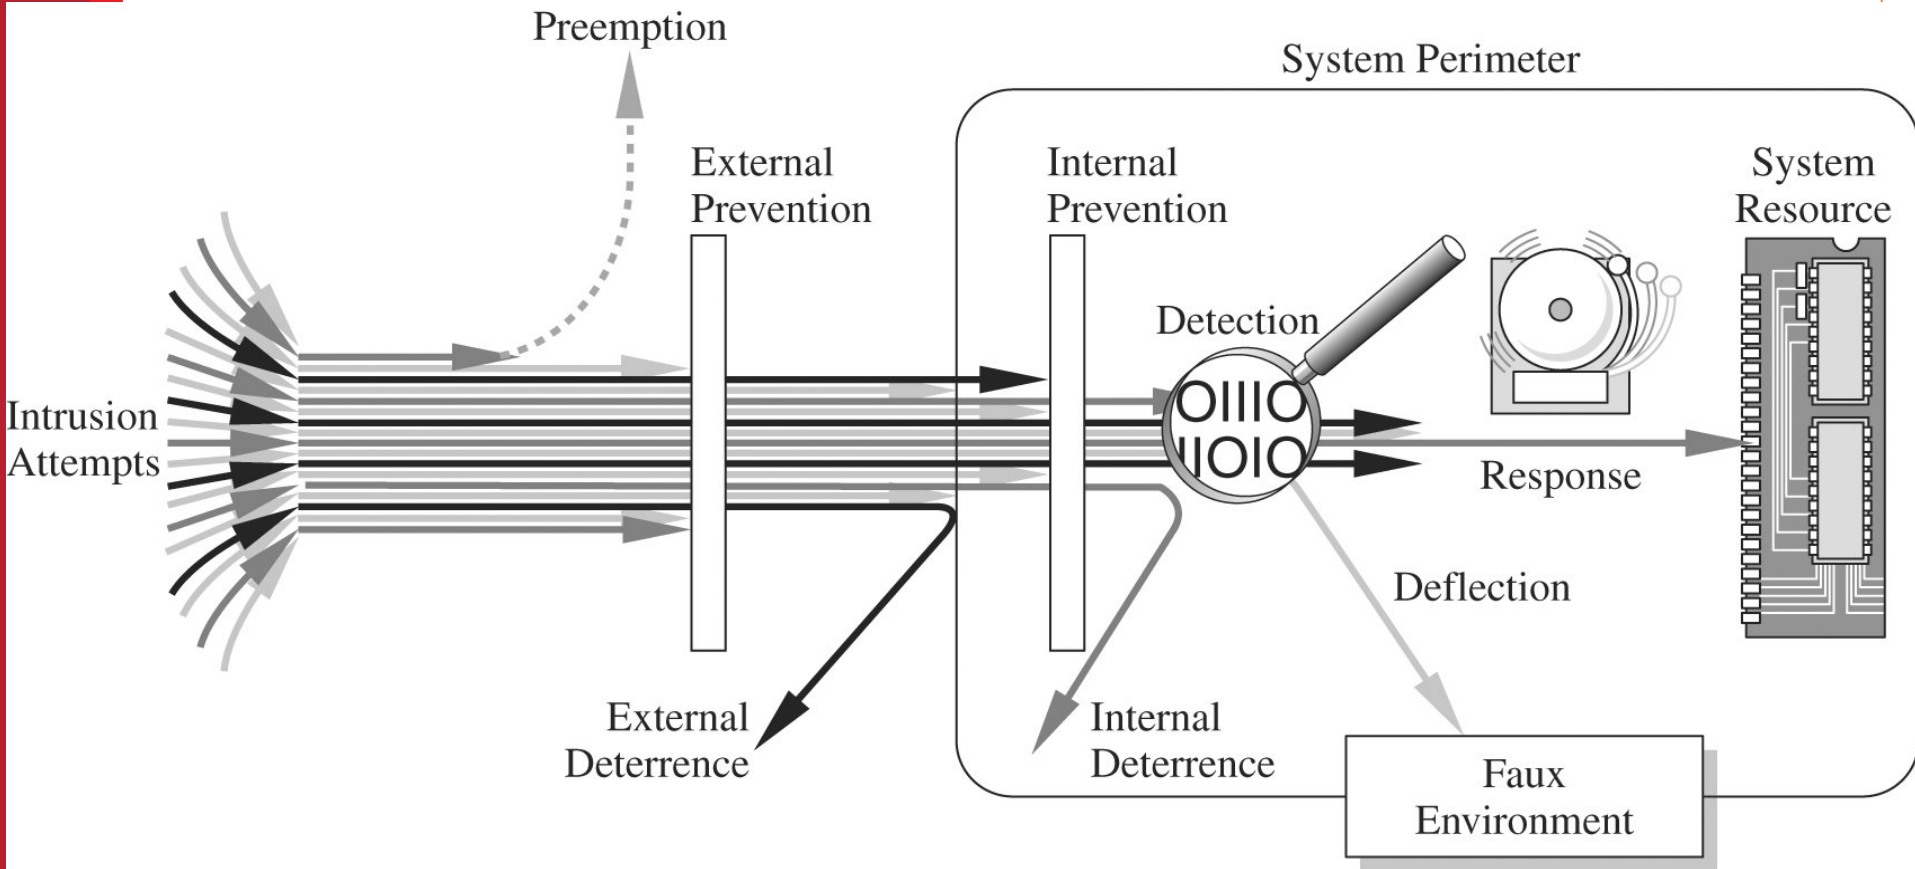 Preemption
System Perimeter
External
Prevention
Internal
Prevention
System
Resource
Detection
OIIIO
IIOIO
Intrusion
Attempts
Response
Deflection
External
Deterrence
Internal
Deterrence
Faux
Environment